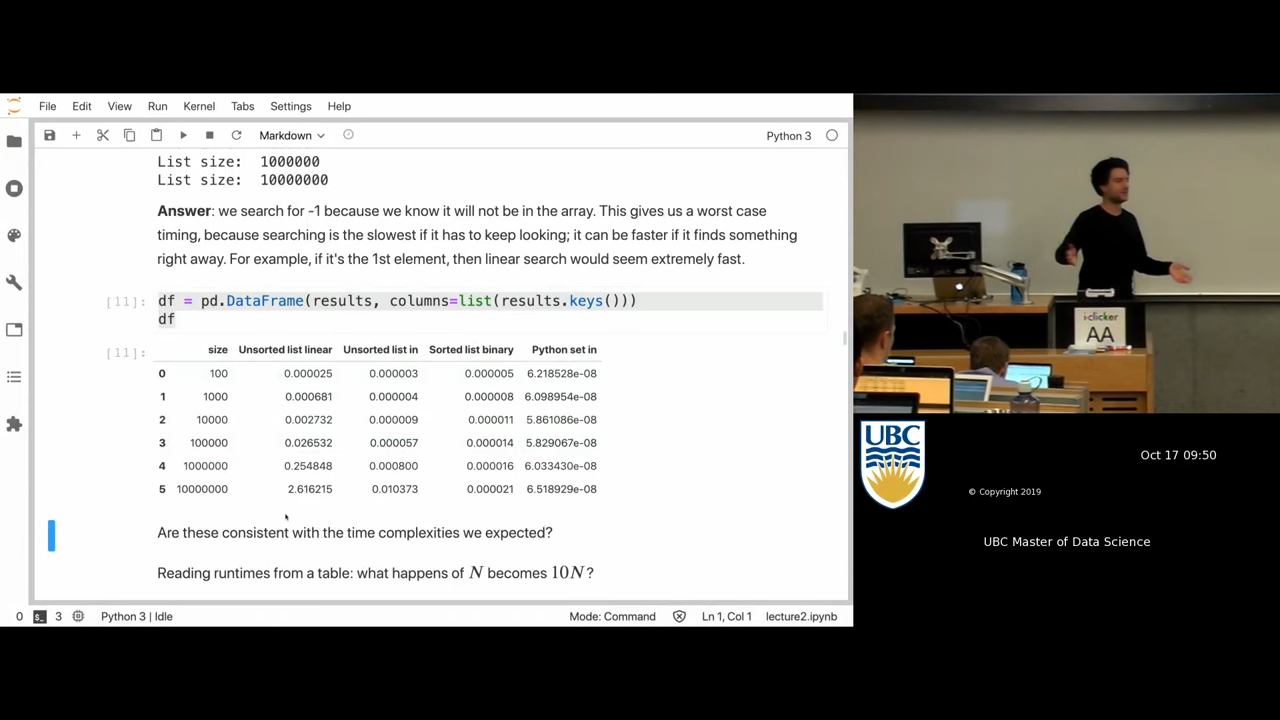 File Edit View Run Kernel Tabs Settings Help
Markdown Python 3
List size: 1000000
List size: 10000000
Answer: we search for -1 because we know it will not be in the array. This gives us a worst case
timing, because searching is the slowest if it has to keep looking; it can be faster if it finds something
right away. For example, if it's the 1st element, then linear search would seem extremely fast.
[11]: df = pd.DataFrame(results, columns=list(results.keys()))
df
[11]: size Unsorted list linear Unsorted list in Sorted list binary Python set in
0 100 0.000025 0.000003 0.000005 6.218528e-08
1 1000 0.000681 0.000004 0.000008 6.098954e-08
2 10000 0.002732 0.000009 0.000011 5.861086e-08
3 100000 0.026532 0.000057 0.000014 5.829067e-08
4 1000000 0.254848 0.000800 0.000016 6.033430e-08
5 10000000 2.616215 0.010373 0.000021 6.518929e-08
Are these consistent with the time complexities we expected?
Reading runtimes from a table: what happens of N becomes 10N?
0 $_ 3 Python 3 | Idle Mode: Command Ln 1, Col 1 lecture2.ipynb
iclicker
AA
UBC
Oct 17 09:50
© Copyright 2019
UBC Master of Data Science